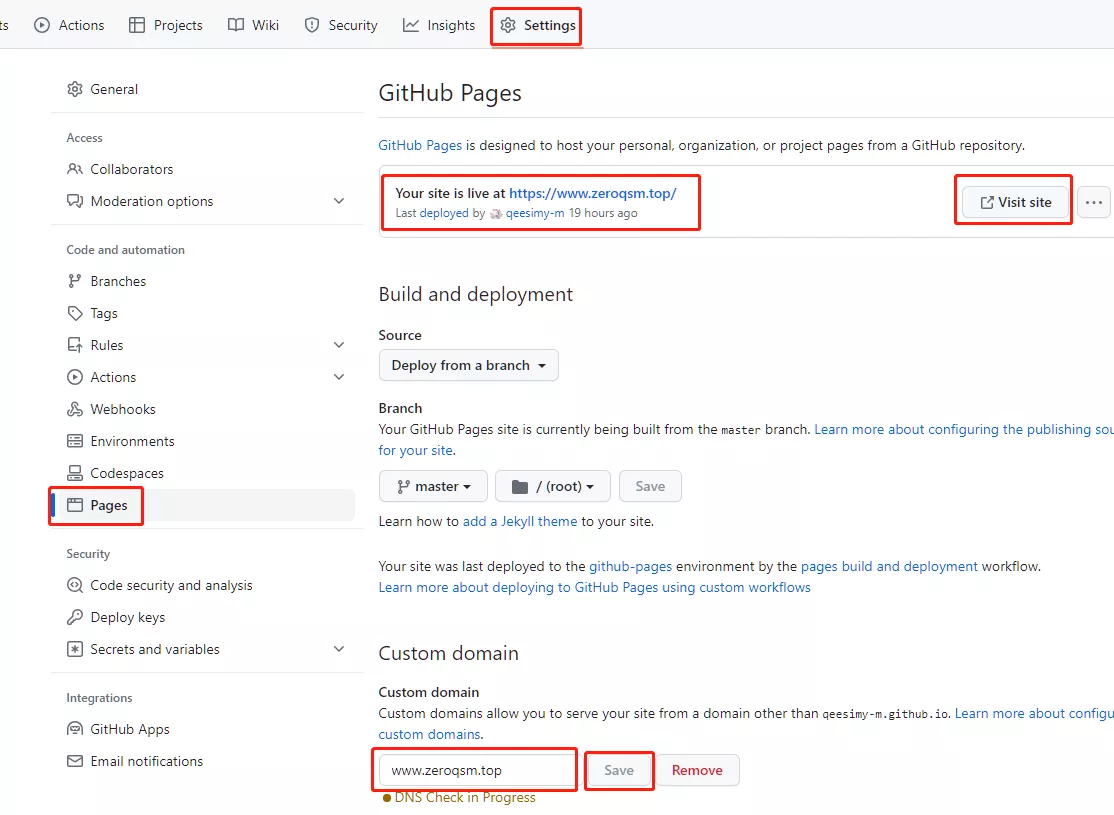 ts Actions Projects Wiki Security Insights Settings
General
Access
Collaborators
Moderation options
Code and automation
Branches
Tags
Rules
Actions
Webhooks
Environments
Codespaces
Pages
Security
Code security and analysis
Deploy keys
Secrets and variables
Integrations
GitHub Apps
Email notifications
GitHub Pages
GitHub Pages is designed to host your personal, organization, or project pages from a GitHub repository.
Your site is live at https://www.zeroqsm.top/
Last deployed by qeesimy-m 19 hours ago
Visit site
Build and deployment
Source
Deploy from a branch
Branch
Your GitHub Pages site is currently being built from the master branch. Learn more about configuring the publishing sou
for your site.
master / (root) Save
Learn how to add a Jekyll theme to your site.
Your site was last deployed to the github-pages environment by the pages build and deployment workflow.
Learn more about deploying to GitHub Pages using custom workflows
Custom domain
Custom domain
Custom domains allow you to serve your site from a domain other than qeesimy-m.github.io. Learn more about configu
custom domains.
www.zeroqsm.top Save Remove
DNS Check in Progress